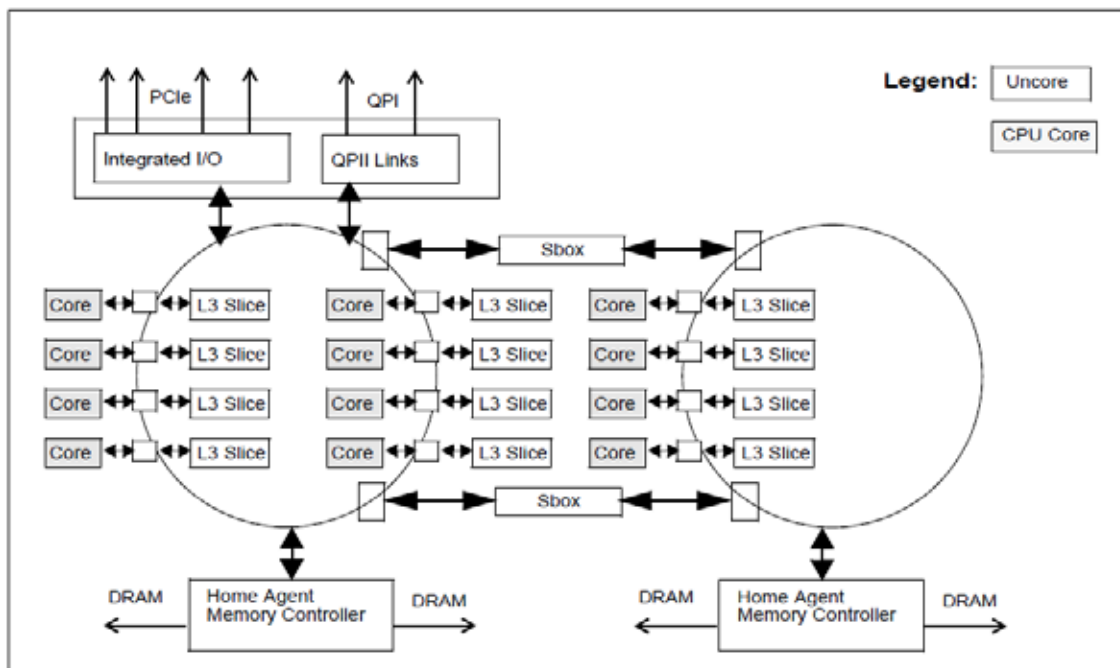 PCIe QPI
Legend: Uncore
CPU Core
Integrated I/O QPII Links
Sbox
Core L3 Slice Core L3 Slice Core L3 Slice
Core L3 Slice Core L3 Slice Core L3 Slice
Core L3 Slice Core L3 Slice Core L3 Slice
Core L3 Slice Core L3 Slice Core L3 Slice
Sbox
DRAM Home Agent DRAM DRAM Home Agent DRAM
Memory Controller Memory Controller